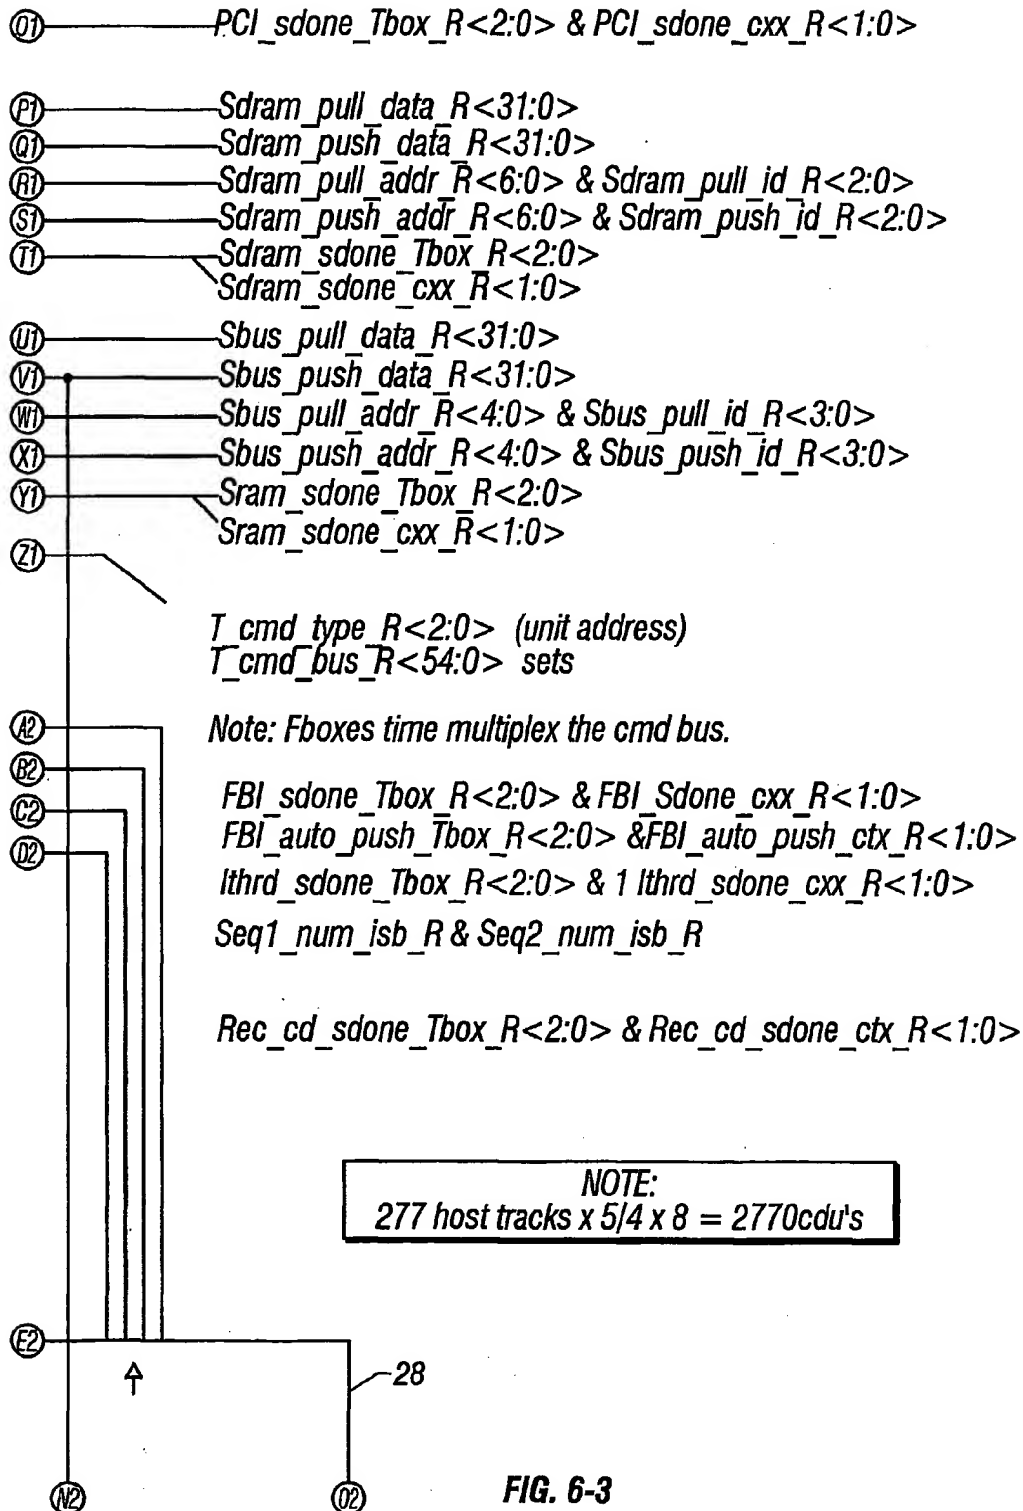 O1 PCI_sdone_Tbox_R<2:0> & PCI_sdone_cxx_R<1:0>
P1 Sdram_pull_data_R<31:0>
Q1 Sdram_push_data_R<31:0>
R1 Sdram_pull_addr_R<6:0> & Sdram_pull_id_R<2:0>
S1 Sdram_push_addr_R<6:0> & Sdram_push_id_R<2:0>
T1 Sdram_sdone_Tbox_R<2:0>
Sdram_sdone_cxx_R<1:0>
U1 Sbus_pull_data_R<31:0>
V1 Sbus_push_data_R<31:0>
W1 Sbus_pull_addr_R<4:0> & Sbus_pull_id_R<3:0>
X1 Sbus_push_addr_R<4:0> & Sbus_push_id_R<3:0>
Y1 Sram_sdone_Tbox_R<2:0>
Sram_sdone_cxx_R<1:0>
Z1
T_cmd_type_R<2:0> (unit address)
T_cmd_bus_R<54:0> sets
A2 Note: Fboxes time multiplex the cmd bus.
B2
FBI_sdone_Tbox_R<2:0> & FBI_Sdone_cxx_R<1:0>
C2
FBI_auto_push_Tbox_R<2:0> &FBI_auto_push_ctx_R<1:0>
D2
Ithrd_sdone_Tbox_R<2:0> & 1 Ithrd_sdone_cxx_R<1:0>
Seq1_num_isb_R & Seq2_num_isb_R
Rec_cd_sdone_Tbox_R<2:0> & Rec_cd_sdone_ctx_R<1:0>
NOTE:
277 host tracks x 5/4 x 8 = 2770cdu's
E2
28
N2 O2 FIG. 6-3